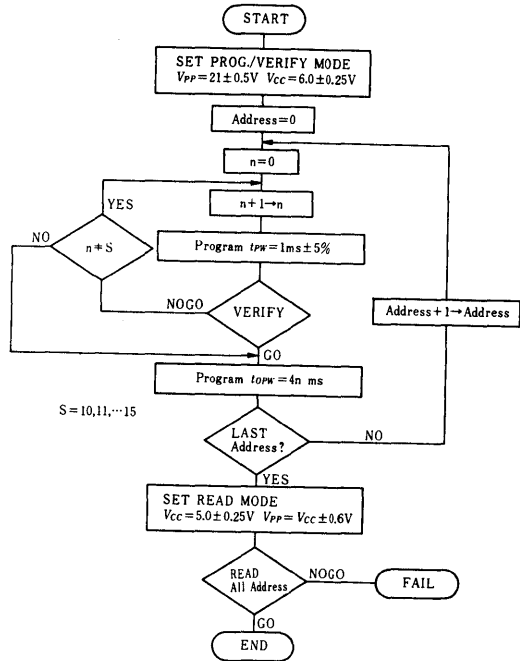 START
SET PROG./VERIFY MODE
VPP=21±0.5V VCC=6.0±0.25V
Address=0
n=0
YES
n+1→n
NO
n≠S
Program tPW=1ms±5%
NOGO
VERIFY
Address+1→Address
GO
Program tOPW=4n ms
S=10,11,…15
LAST
Address?
NO
YES
SET READ MODE
VCC=5.0±0.25V VPP=VCC±0.6V
READ
All Address
NOGO
FAIL
GO
END